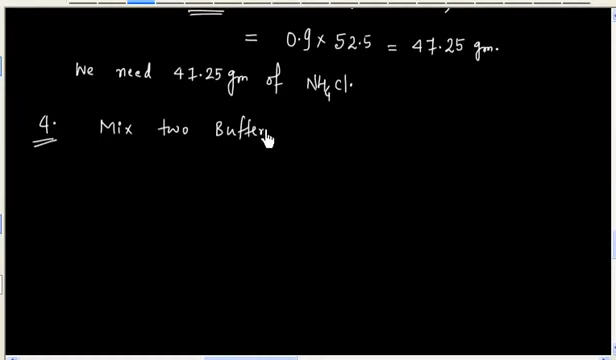 = 0.9 x 52.5 = 47.25 gm.
We need 47.25 gm of NH4Cl.
4. Mix two Buffer